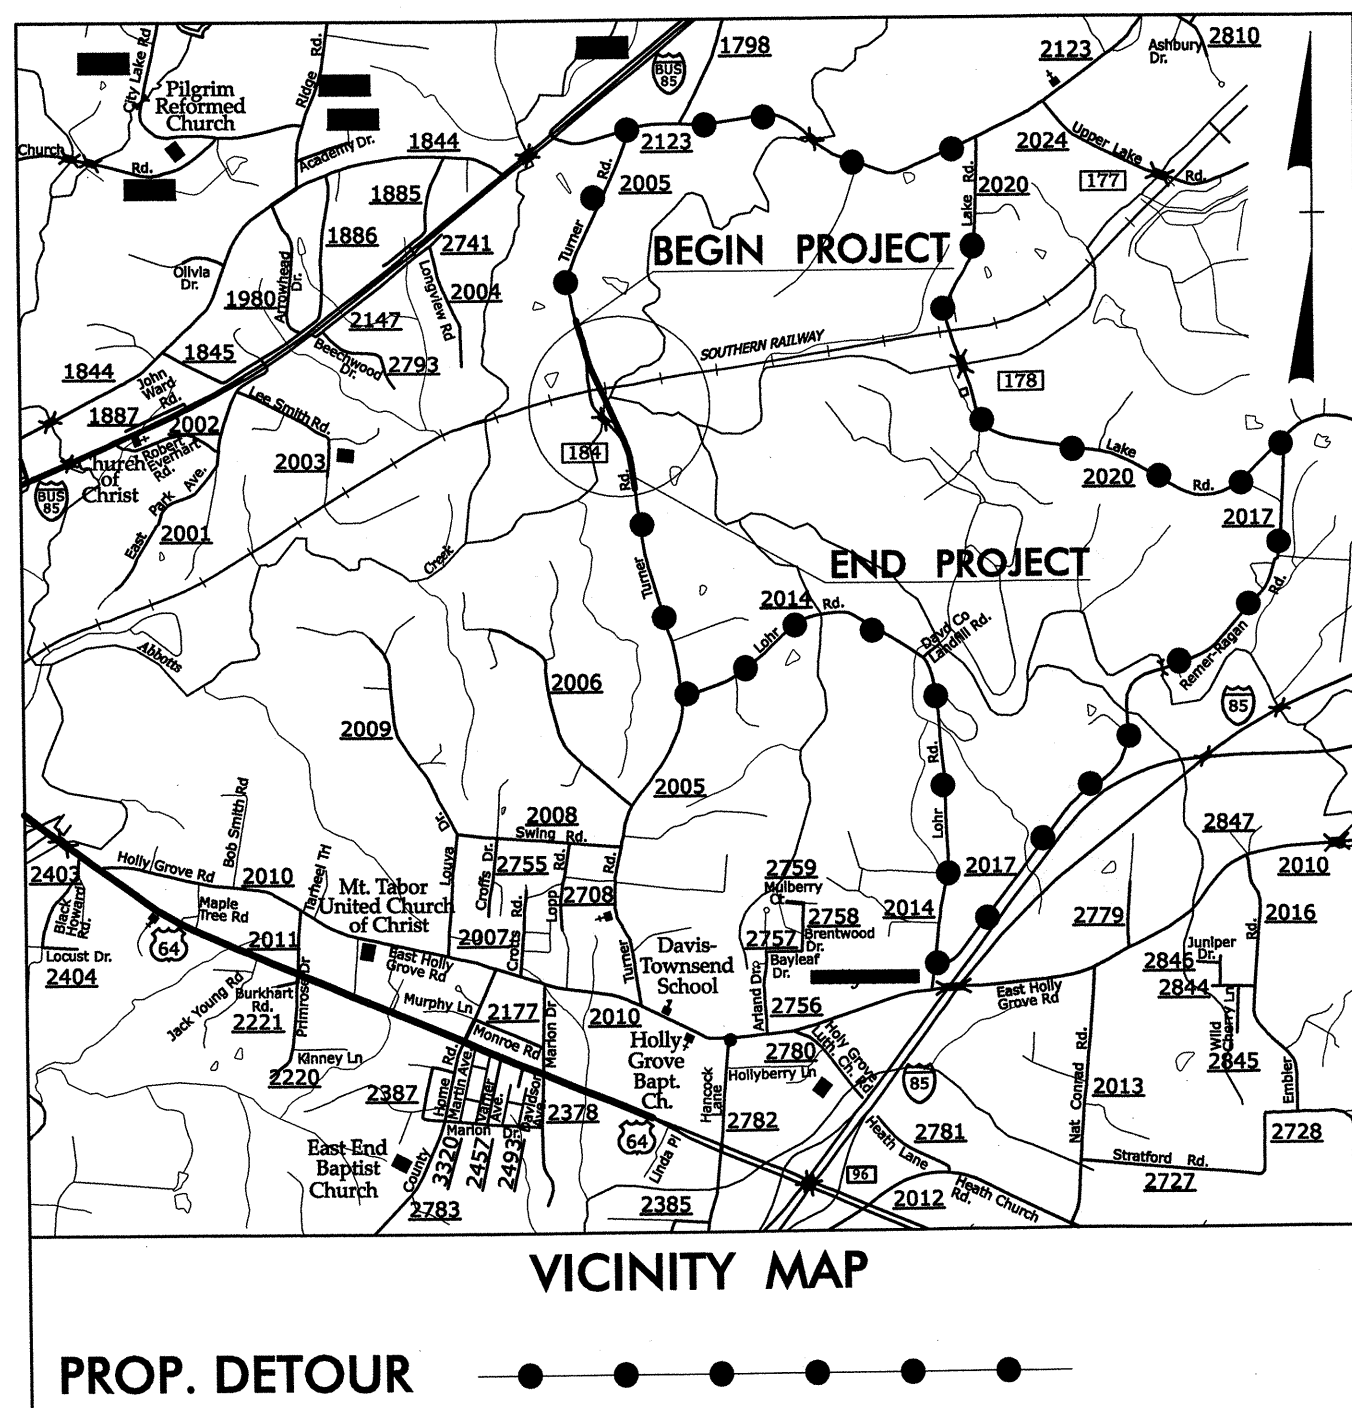 City Lake Rd
Ridge Rd.
BUS
85
1798
2123
Ashbury
Dr.
2810
Pilgrim
Reformed
Church
Church Rd.
Academy Dr.
1844
2123
2024
Upper Lake Rd.
177
1885
Turner Rd.
2005
Lake Rd.
2020
1886
2741
BEGIN PROJECT
Olivia
Dr.
1980
Arrowhead
Dr.
Longview Rd
2004
2147
1845
Beechwood
Dr.
2793
SOUTHERN RAILWAY
1844
John
Ward
Rd.
178
1887
2002
Lee Smith Rd.
Robert
Everhart
Rd.
Church
of
Christ
2003
184
Rd.
Lake Rd.
2020
BUS
85
East Park Ave.
2001
2017
Creek
Turner
END PROJECT
2014
Lohr Rd.
Davd Co
Landfill Rd.
Remer-Ragan Rd.
Abbotts
2006
85
2009
Rd.
2005
Bob Smith Rd
Dr.
2008
Swing Rd.
Lohr
2847
2403
Holly Grove Rd
2010
Tarheel Tri
Louya
Crotts Dr.
2755
Rd.
Rd.
2759
Mulberry
Ct.
2017
2010
Black
Howard
Rd.
Maple
Tree Rd
Mt. Tabor
United Church
of Christ
Lopp
2708
2758
2014
2779
2016
Rd.
64
2011
2007
Crotts Rd.
Turner
Davis-
Townsend
School
2757
Brentwood
Dr.
Bayleaf
Dr.
Juniper
Dr.
Locust Dr.
2404
East Holly
Grove Rd
2846
2844
Jack Young Rd
Burkhart
Rd.
2221
Primrose Dr
Murphy Ln
2177
2010
Arland Dr.
2756
East Holly
Grove Rd
Monroe Rd
Marion Dr
Holly
Grove
Bapt.
Ch.
2780
Holy Grove
Luth. Ch. Rd
Wild
Cherry Ln
2845
Kinney Ln
2220
Hollyberry Ln
85
Embler
2387
Home Rd.
Martin Ave.
Varner
Ave.
Davidson
Ave.
2378
Hancock
Lane
2782
Nat Conrad Rd.
2013
Marion Dr.
64
Linda Pl
Heath Lane
2781
2728
East End
Baptist
Church
County
3320
2457
2493
96
Stratford Rd.
2727
2783
2385
2012
Heath Church
Rd.
VICINITY MAP
PROP. DETOUR